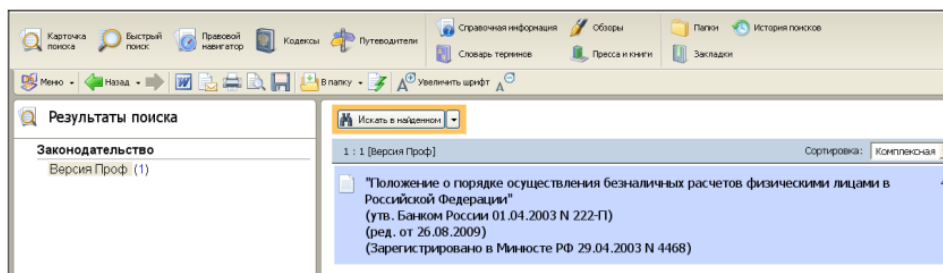 Карточка поиска
Быстрый поиск
Правовой навигатор
Кодексы
Путеводители
Справочная информация
Словарь терминов
Обзоры
Пресса и книги
Папки
Закладки
История поисков
Меню
Назад
В папку
Увеличить шрифт
Результаты поиска
Законодательство
Версия Проф (1)
Искать в найденном
1 : 1 [Версия Проф]
Сортировка: Комплексная
"Положение о порядке осуществления безналичных расчетов физическими лицами в
Российской Федерации"
(утв. Банком России 01.04.2003 N 222-П)
(ред. от 26.08.2009)
(Зарегистрировано в Минюсте РФ 29.04.2003 N 4468)